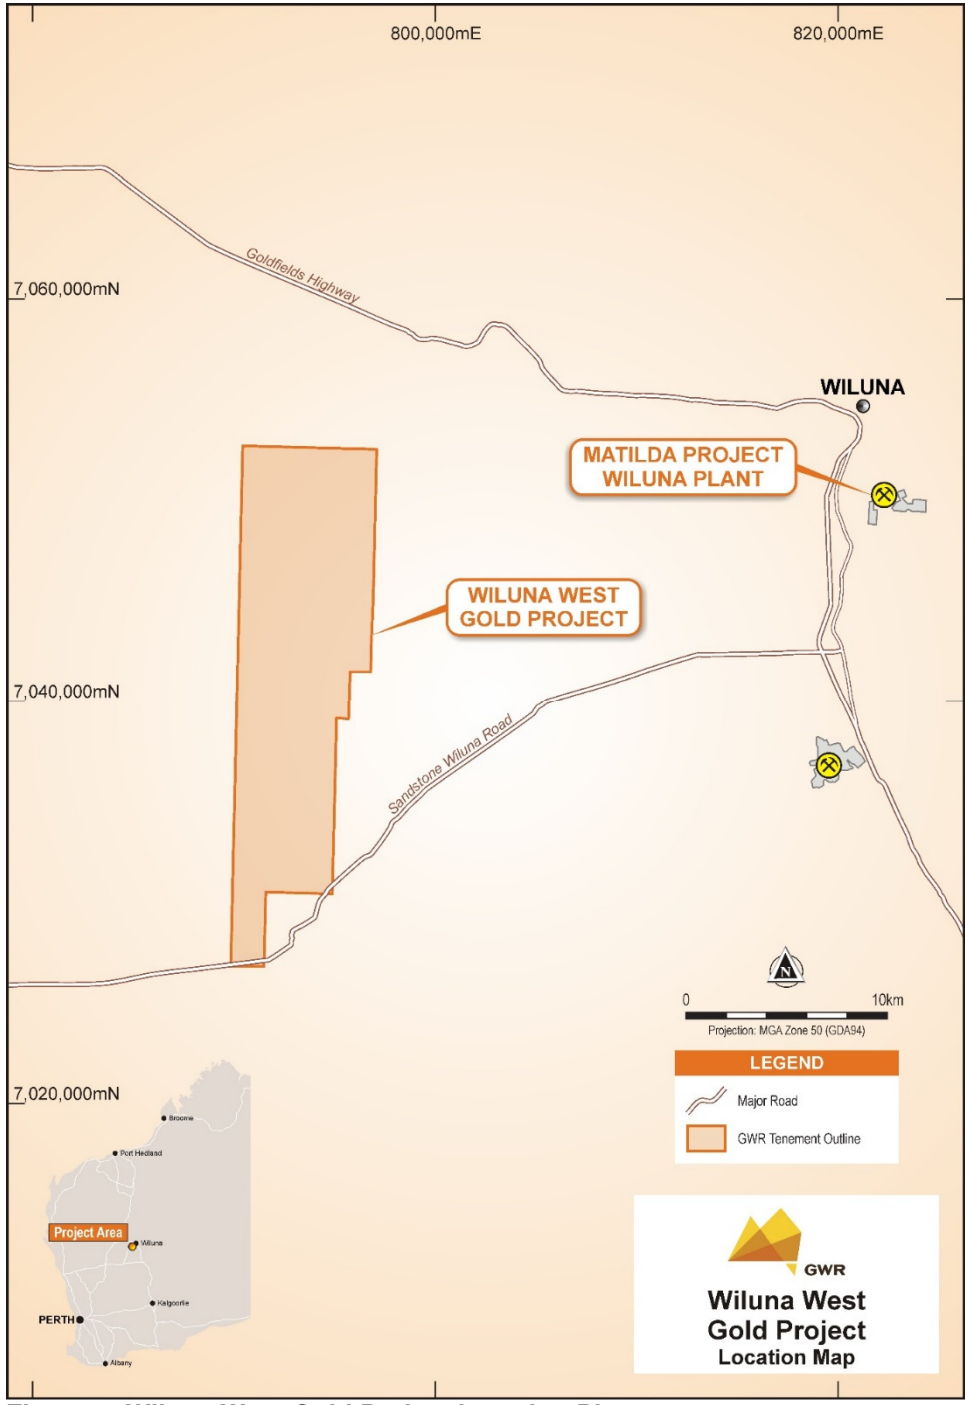 800,000mE
820,000mE
Goldfields Highway
7,060,000mN
WILUNA
MATILDA PROJECT
WILUNA PLANT
WILUNA WEST
GOLD PROJECT
7,040,000mN
Sandstone Wiluna Road
N
0 10km
Projection: MGA Zone 50 (GDA94)
LEGEND
Major Road
GWR Tenement Outline
7,020,000mN
Broome
Port Hedland
Project Area
Wiluna
Kalgoorlie
PERTH
Albany
GWR
Wiluna West
Gold Project
Location Map